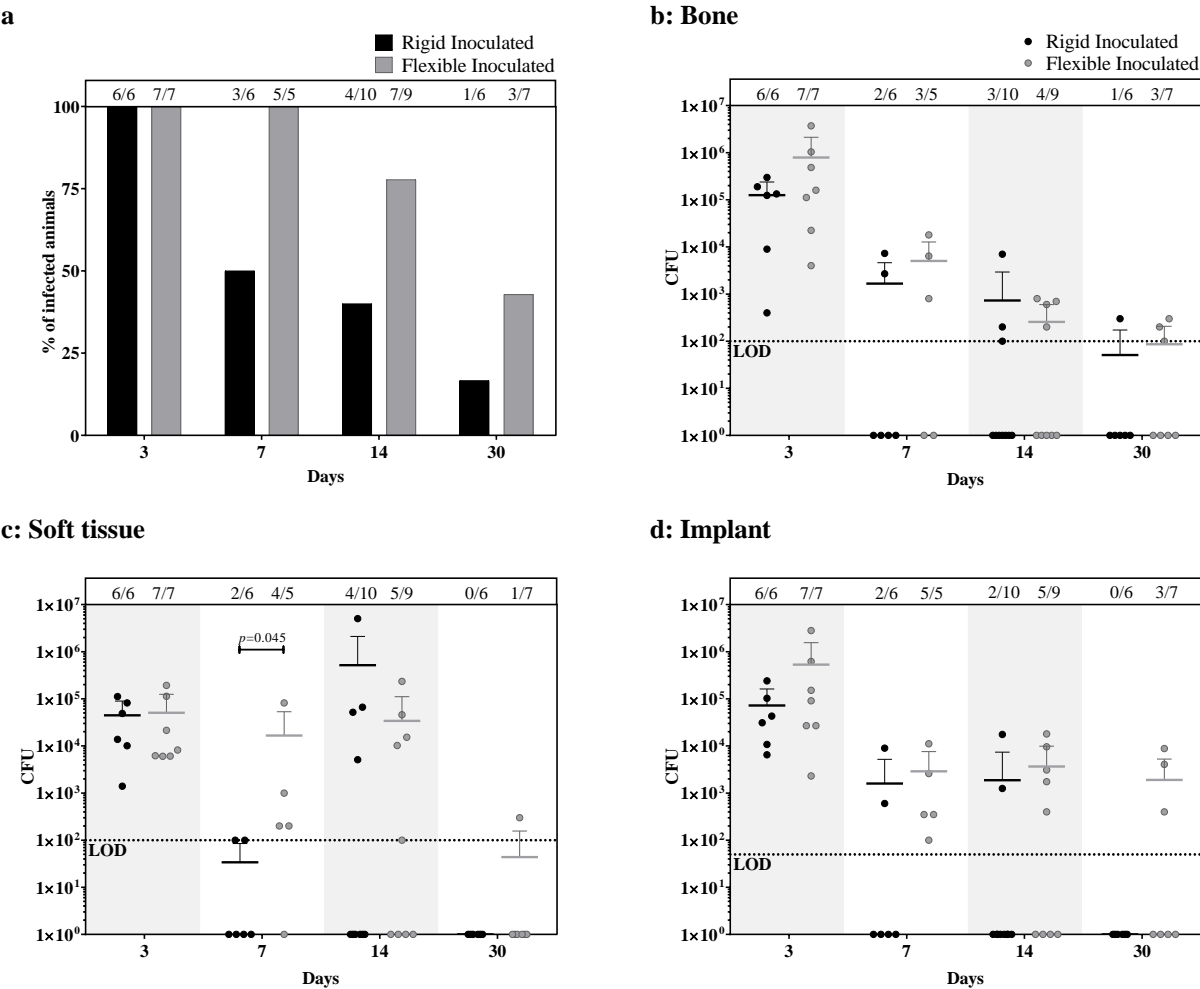 a
Rigid Inoculated
Flexible Inoculated
6/6 7/7 3/6 5/5 4/10 7/9 1/6 3/7
100
75
50
25
0
% of infected animals
3 7 14 30
Days
b: Bone
Rigid Inoculated
Flexible Inoculated
6/6 7/7 2/6 3/5 3/10 4/9 1/6 3/7
1×10⁷
1×10⁶
1×10⁵
1×10⁴
1×10³
1×10²
1×10¹
1×10⁰
CFU
LOD
3 7 14 30
Days
c: Soft tissue
6/6 7/7 2/6 4/5 4/10 5/9 0/6 1/7
1×10⁷
1×10⁶
1×10⁵
1×10⁴
1×10³
1×10²
1×10¹
1×10⁰
CFU
p=0.045
LOD
3 7 14 30
Days
d: Implant
6/6 7/7 2/6 5/5 2/10 5/9 0/6 3/7
1×10⁷
1×10⁶
1×10⁵
1×10⁴
1×10³
1×10²
1×10¹
1×10⁰
CFU
LOD
3 7 14 30
Days